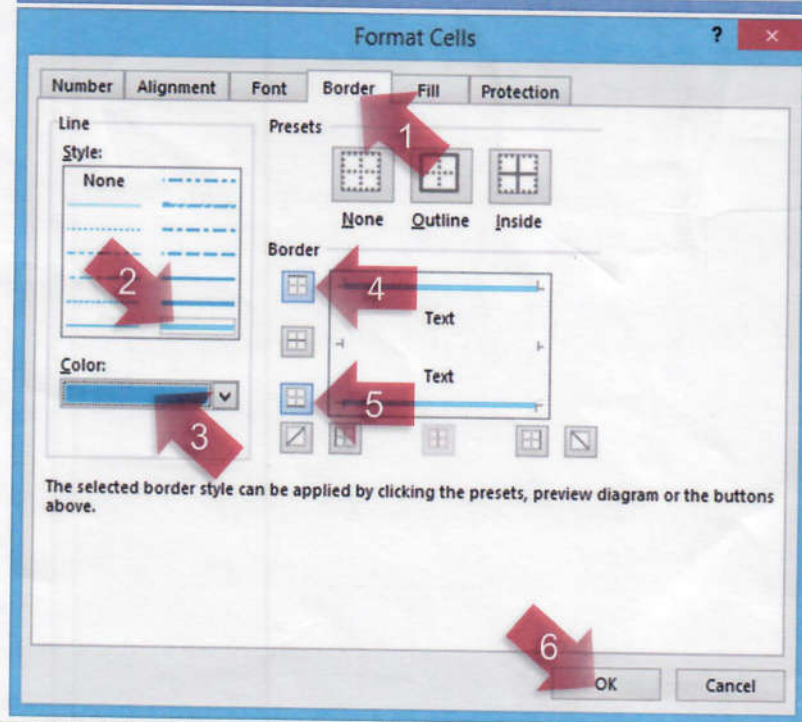 Format Cells ? ×
Number Alignment Font Border Fill Protection
1
Line
Style:
None
2
Color:
3
Presets
None Outline Inside
Border
4
Text
Text
5
The selected border style can be applied by clicking the presets, preview diagram or the buttons
above.
6
OK Cancel